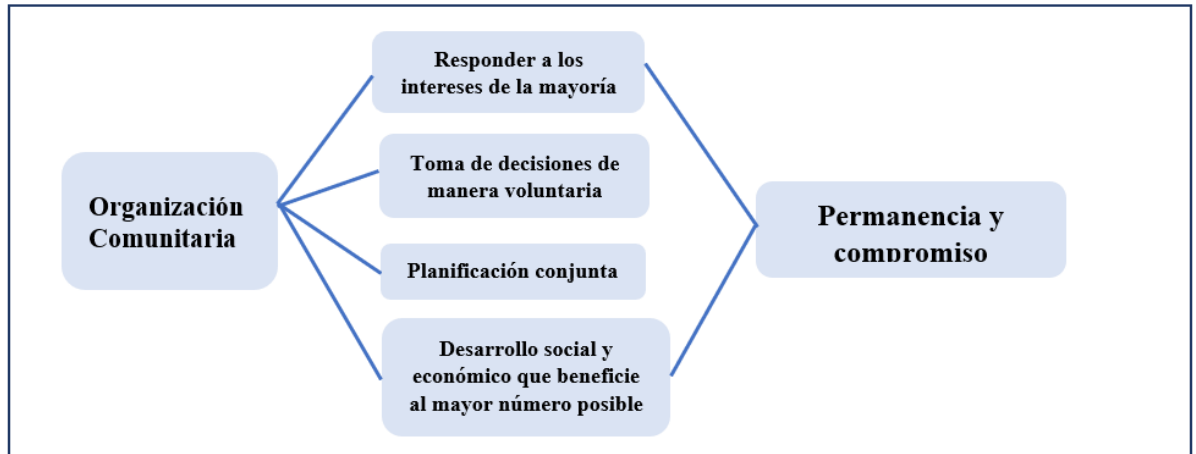 Organización
Comunitaria
Responder a los
intereses de la mayoría
Toma de decisiones de
manera voluntaria
Planificación conjunta
Desarrollo social y
económico que beneficie
al mayor número posible
Permanencia y
compromiso